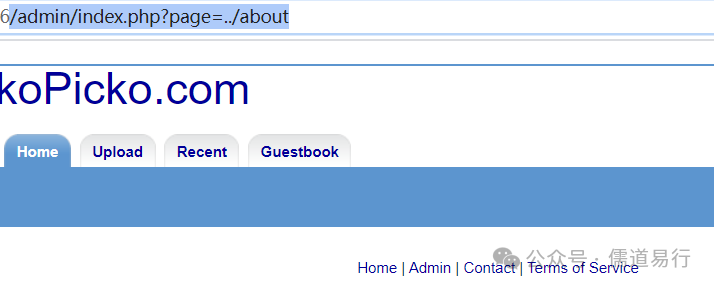 6/admin/index.php?page=../about
koPicko.com
Home Upload Recent Guestbook
Home | Admin | Contact | Terms of Service
公众号 · 儒道易行